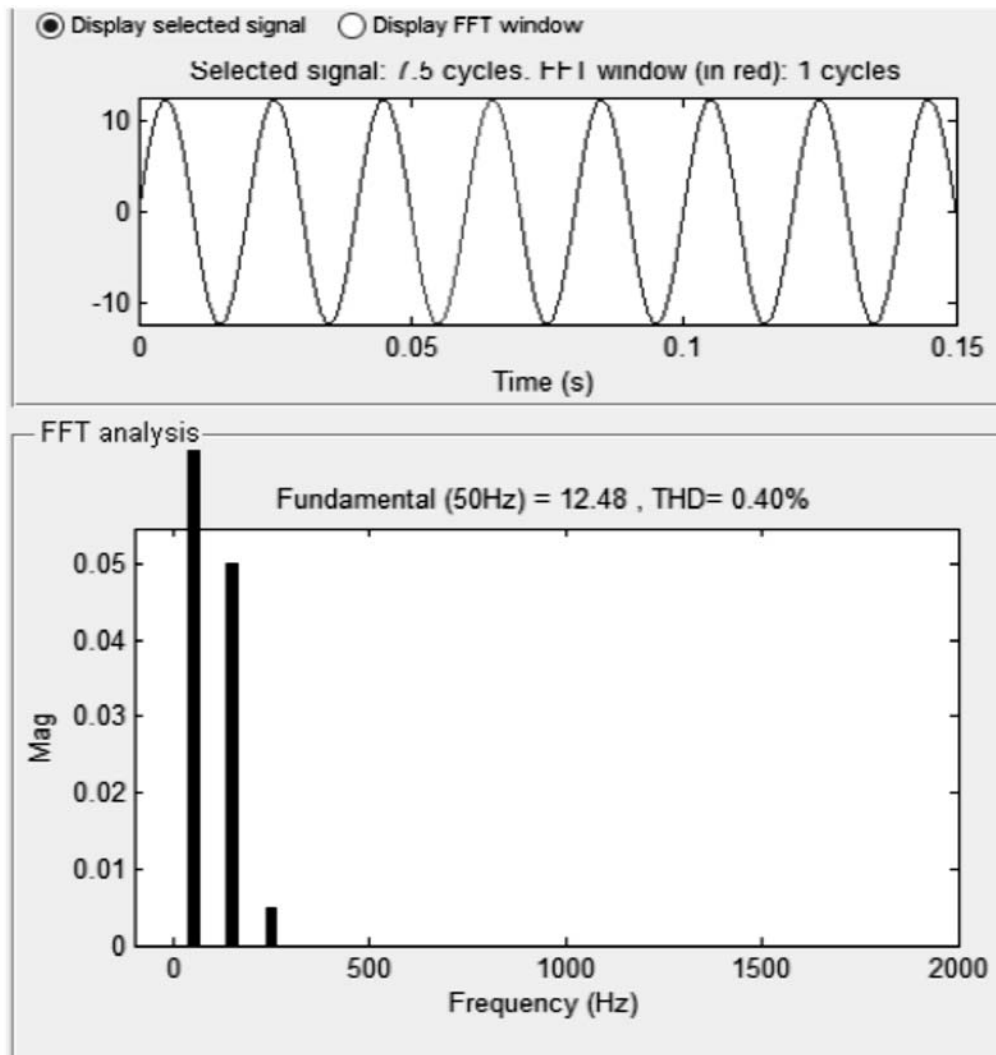 Display selected signal Display FFT window
Selected signal: 7.5 cycles. FFT window (in red): 1 cycles
10
0
-10
0 0.05 0.1 0.15
Time (s)
FFT analysis
Fundamental (50Hz) = 12.48 , THD= 0.40%
0.05
0.04
0.03
0.02
0.01
0
Mag
0 500 1000 1500 2000
Frequency (Hz)